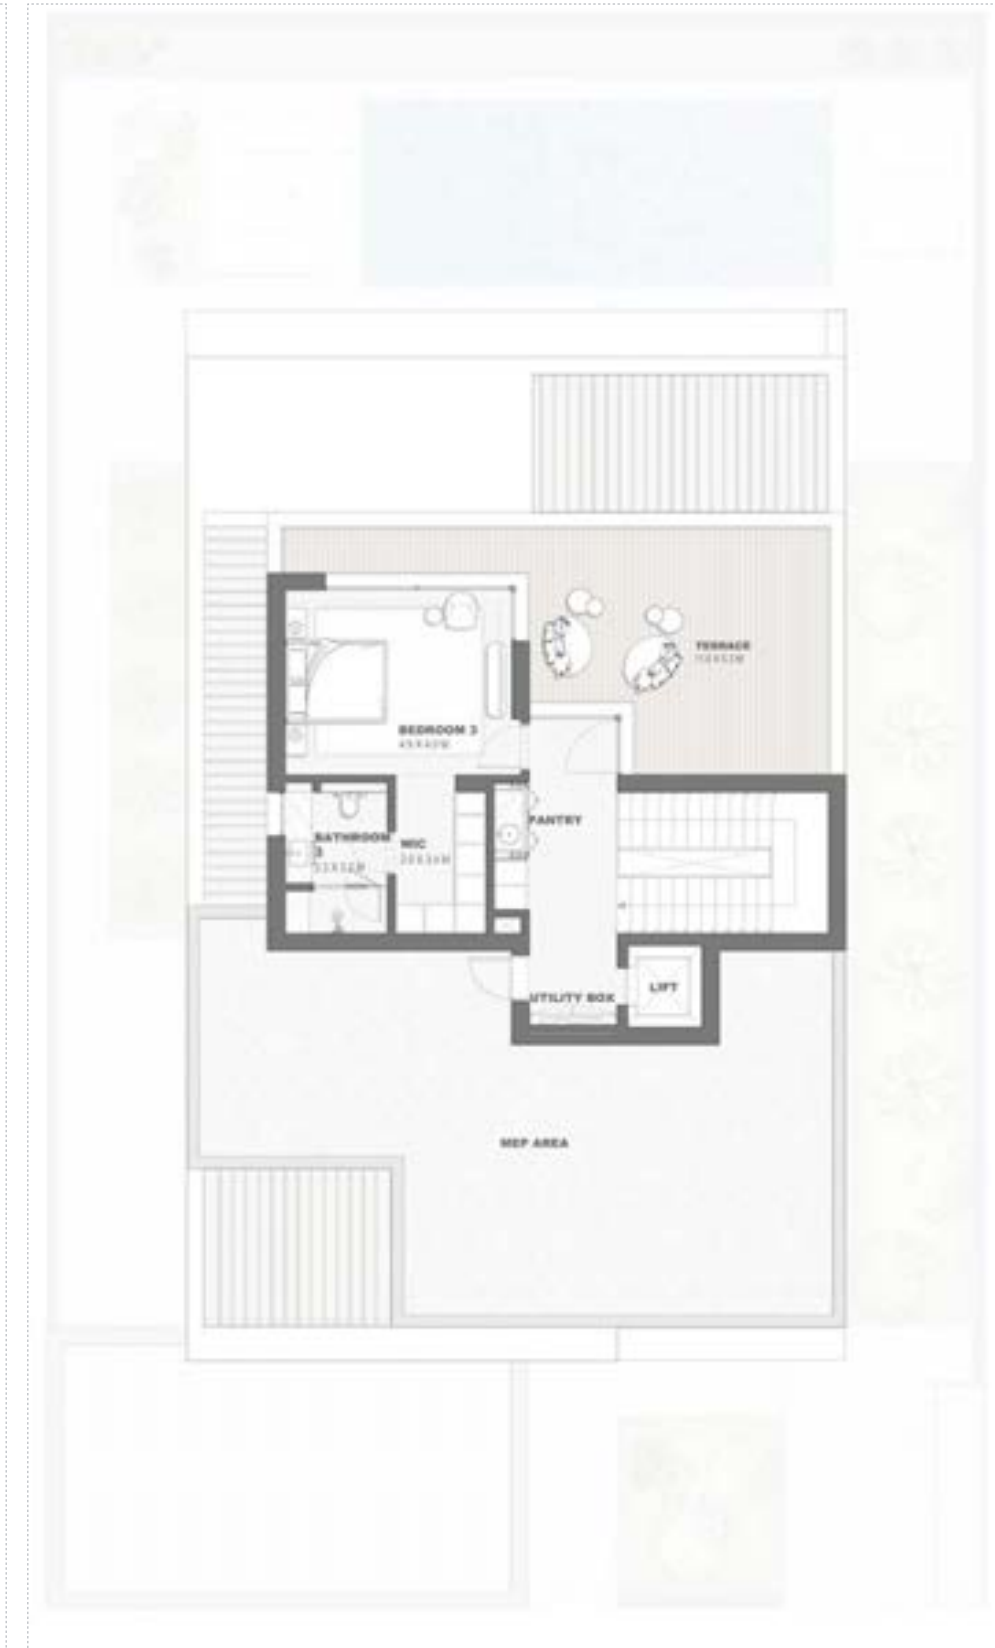 TERRACE
BEDROOM 3
BATHROOM
3
WIC
PANTRY
UTILITY BOX
LIFT
MEP AREA